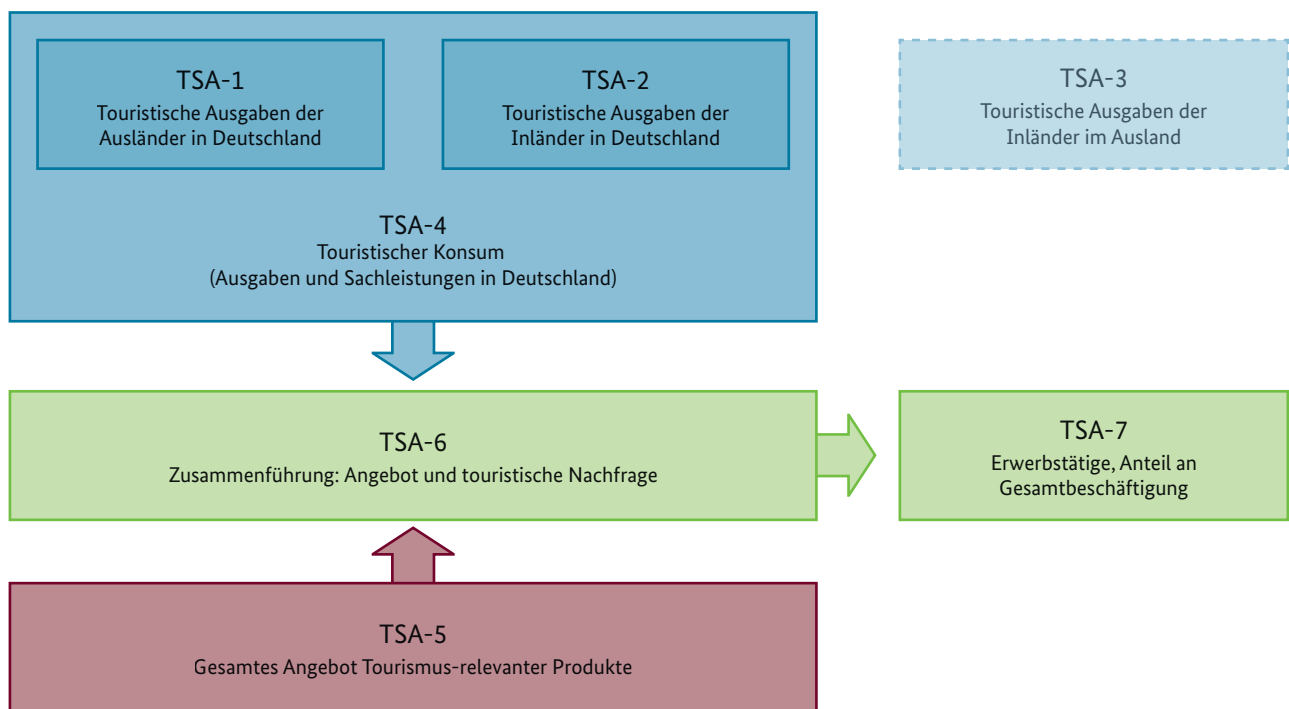 TSA-1
Touristische Ausgaben der
Ausländer in Deutschland
TSA-2
Touristische Ausgaben der
Inländer in Deutschland
TSA-3
Touristische Ausgaben der
Inländer im Ausland
TSA-4
Touristischer Konsum
(Ausgaben und Sachleistungen in Deutschland)
TSA-6
Zusammenführung: Angebot und touristische Nachfrage
TSA-7
Erwerbstätige, Anteil an
Gesamtbeschäftigung
TSA-5
Gesamtes Angebot Tourismus-relevanter Produkte